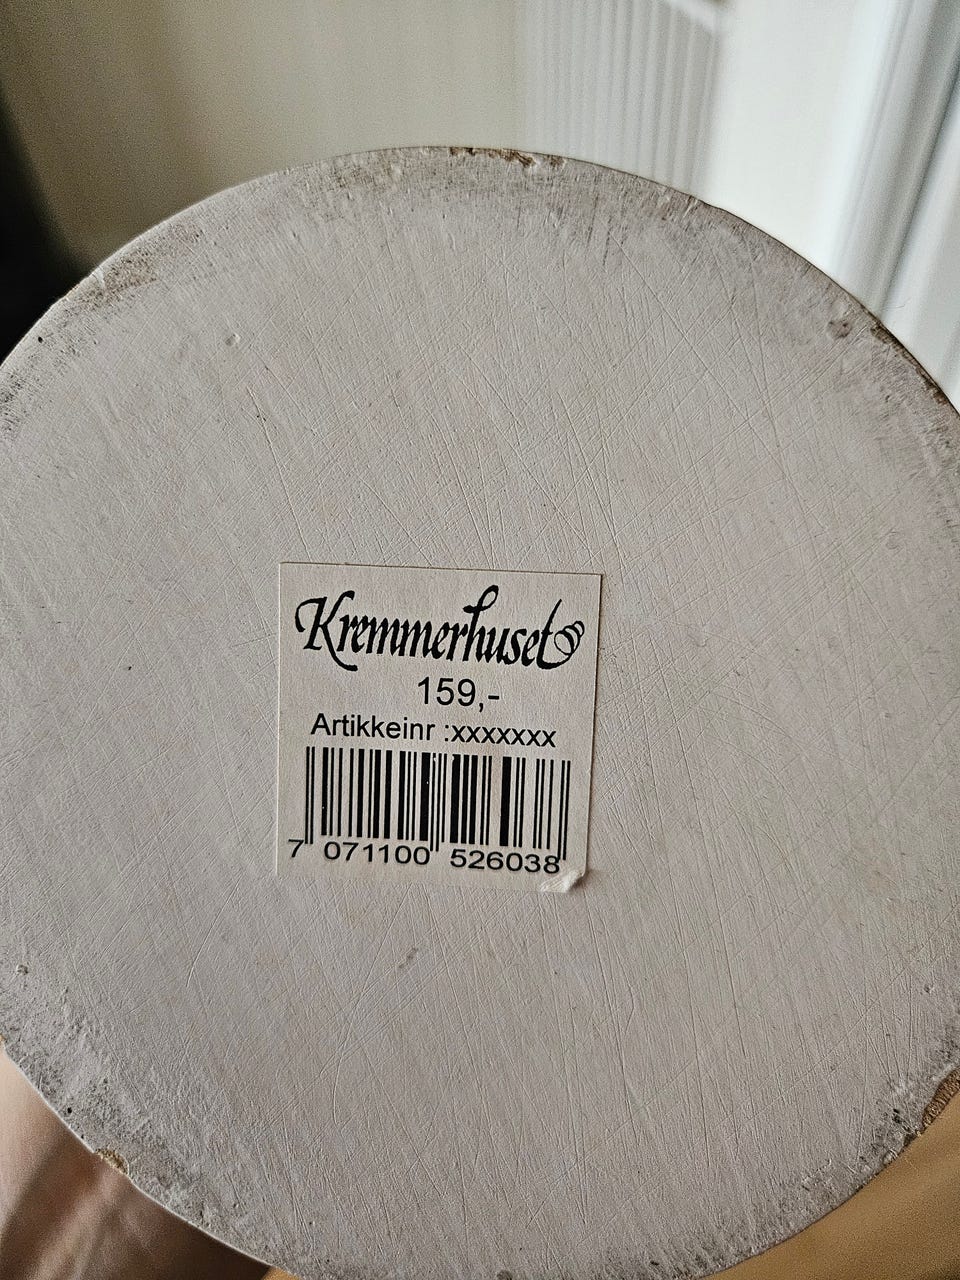 Kremmerhuset
159,-
Artikkeinr :xxxxxxx
7 071100 526038